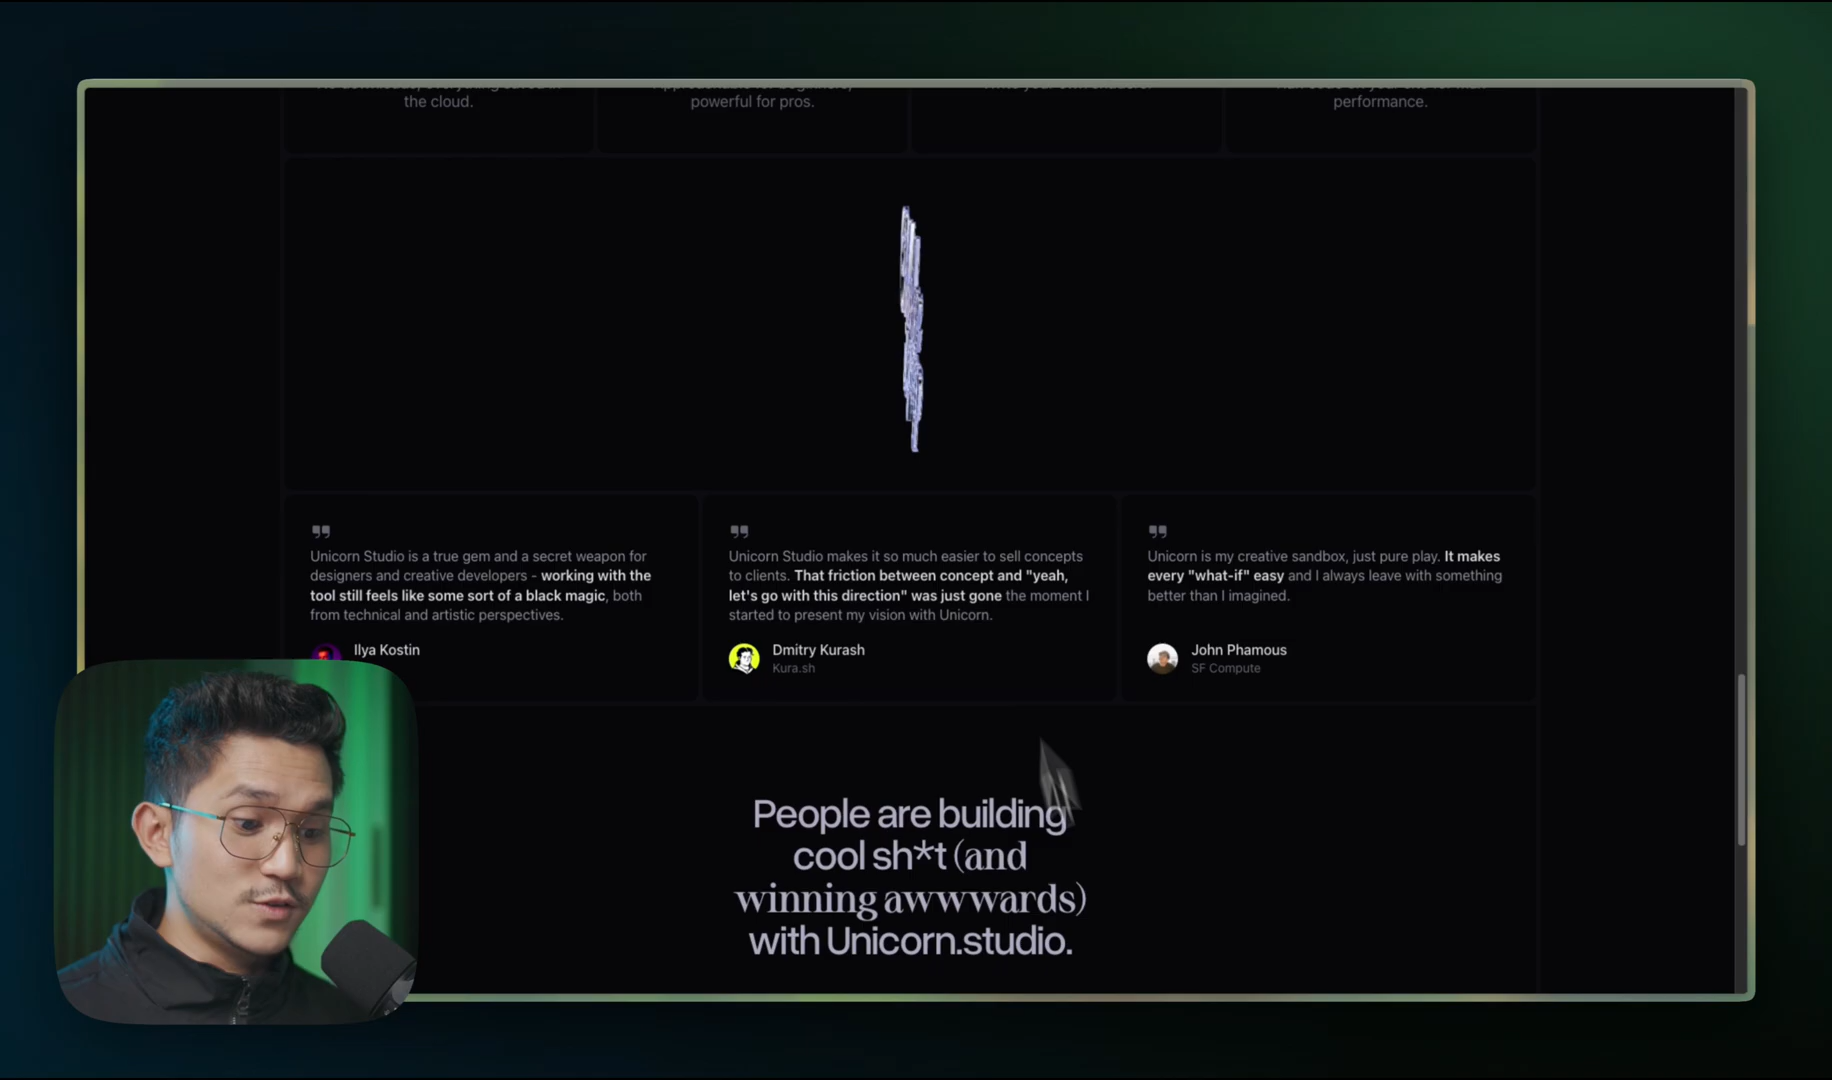 the cloud.
powerful for pros.
performance.
Unicorn Studio is a true gem and a secret weapon for
designers and creative developers - working with the
tool still feels like some sort of a black magic, both
from technical and artistic perspectives.
Ilya Kostin
Unicorn Studio makes it so much easier to sell concepts
to clients. That friction between concept and "yeah,
let's go with this direction" was just gone the moment I
started to present my vision with Unicorn.
Dmitry Kurash
Kura.sh
Unicorn is my creative sandbox, just pure play. It makes
every "what-if" easy and I always leave with something
better than I imagined.
John Phamous
SF Compute
People are building
cool sh*t (and
winning awwwards)
with Unicorn.studio.